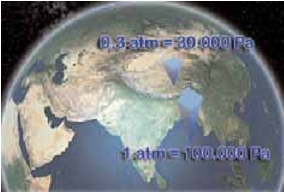 0.3 atm = 30.000 Pa
1 atm = 100.000 Pa